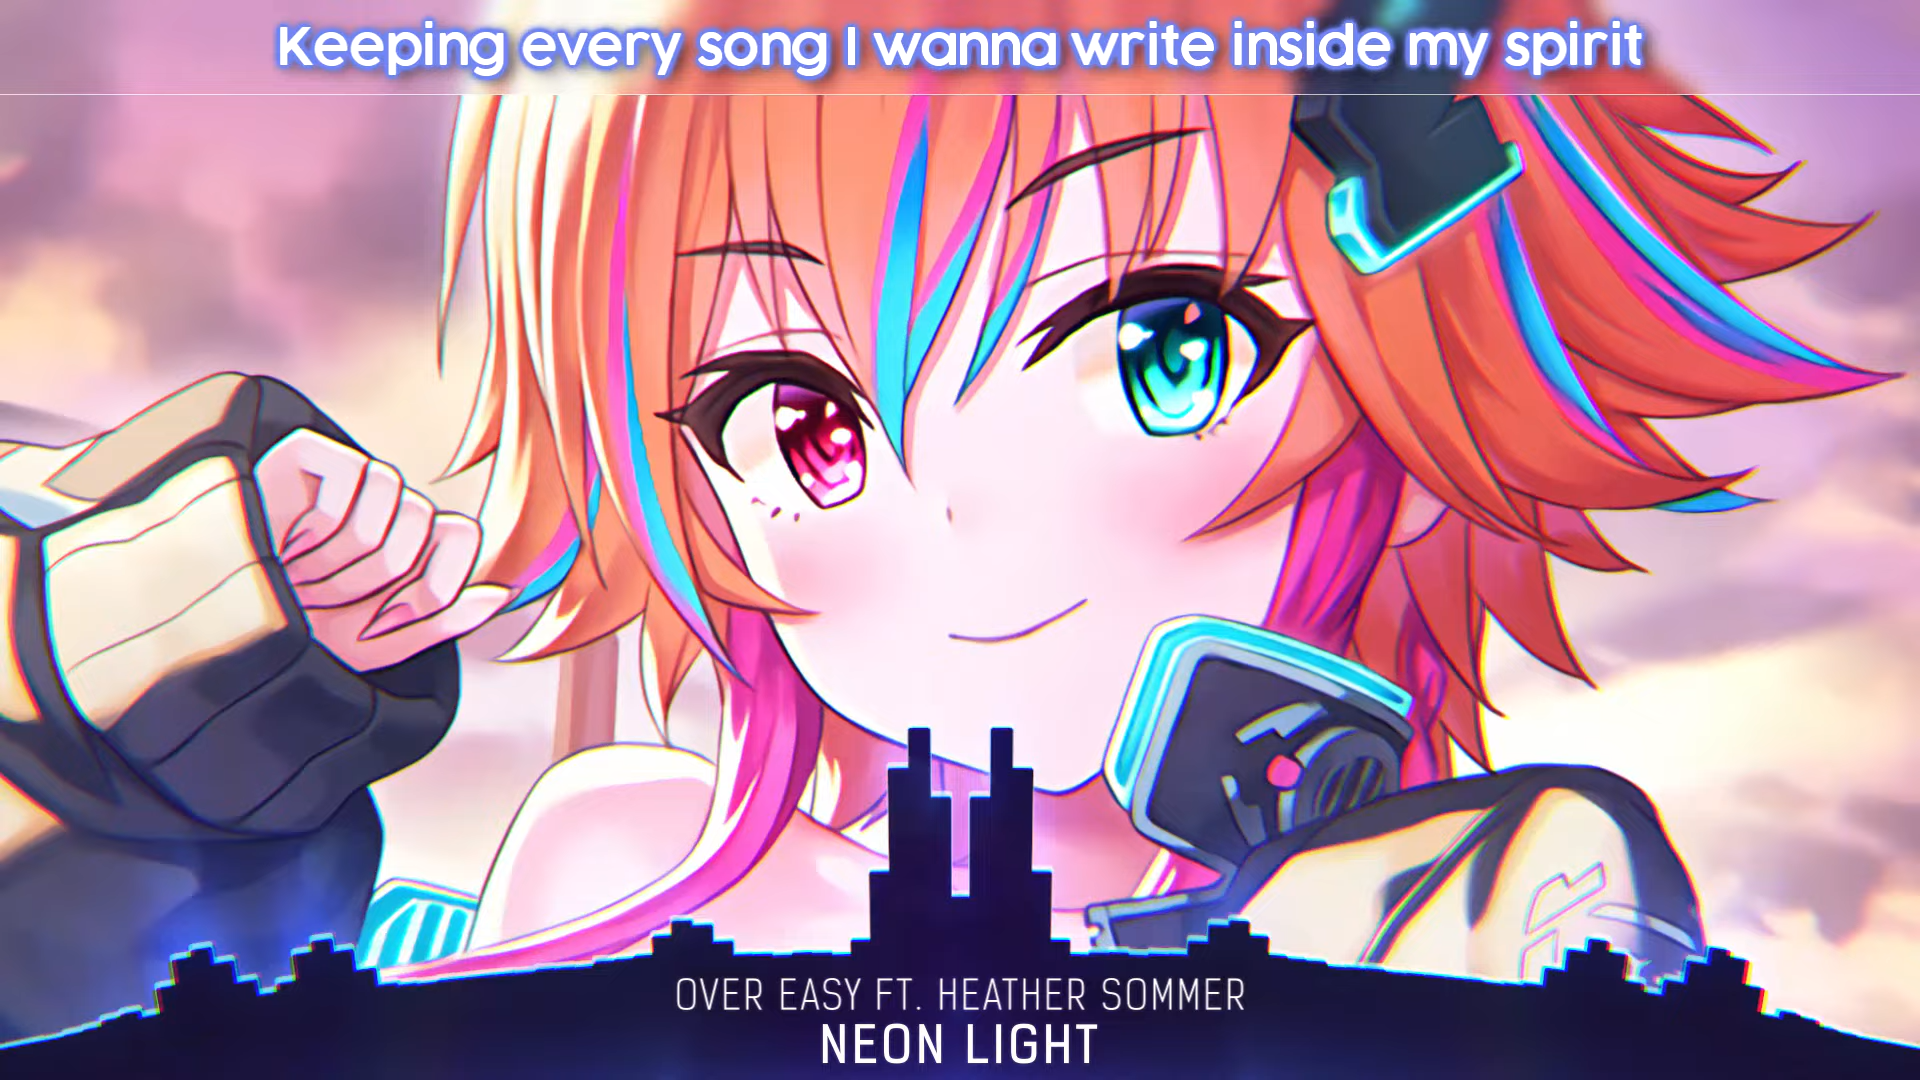 Keeping every song I wanna write inside my spirit
OVER EASY FT. HEATHER SOMMER
NEON LIGHT